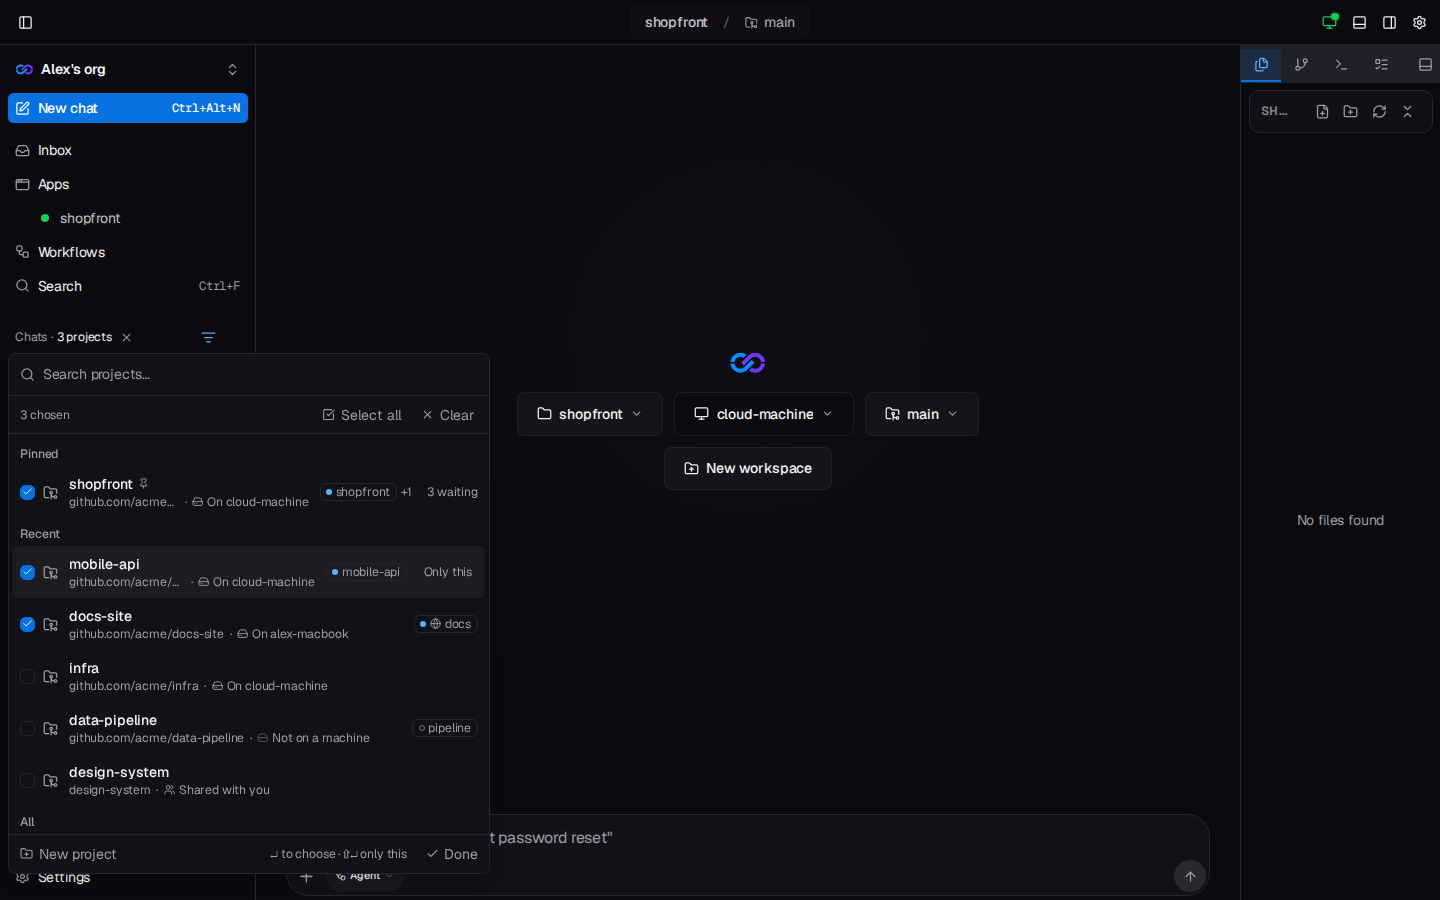 shopfront / main
Alex's org
New chat Ctrl+Alt+N
Inbox
Apps
shopfront
Workflows
Search Ctrl+F
Chats · 3 projects
Search projects...
3 chosen Select all Clear
Pinned
shopfront
github.com/acme... · On cloud-machine shopfront +1 3 waiting
Recent
mobile-api
github.com/acme/... · On cloud-machine mobile-api Only this
docs-site
github.com/acme/docs-site · On alex-macbook docs
infra
github.com/acme/infra · On cloud-machine
data-pipeline
github.com/acme/data-pipeline · Not on a machine pipeline
design-system
design-system · Shared with you
All
New project ↵ to choose · ⇧↵ only this Done
Settings
shopfront cloud-machine main
New workspace
t password reset"
Agent
SH...
No files found